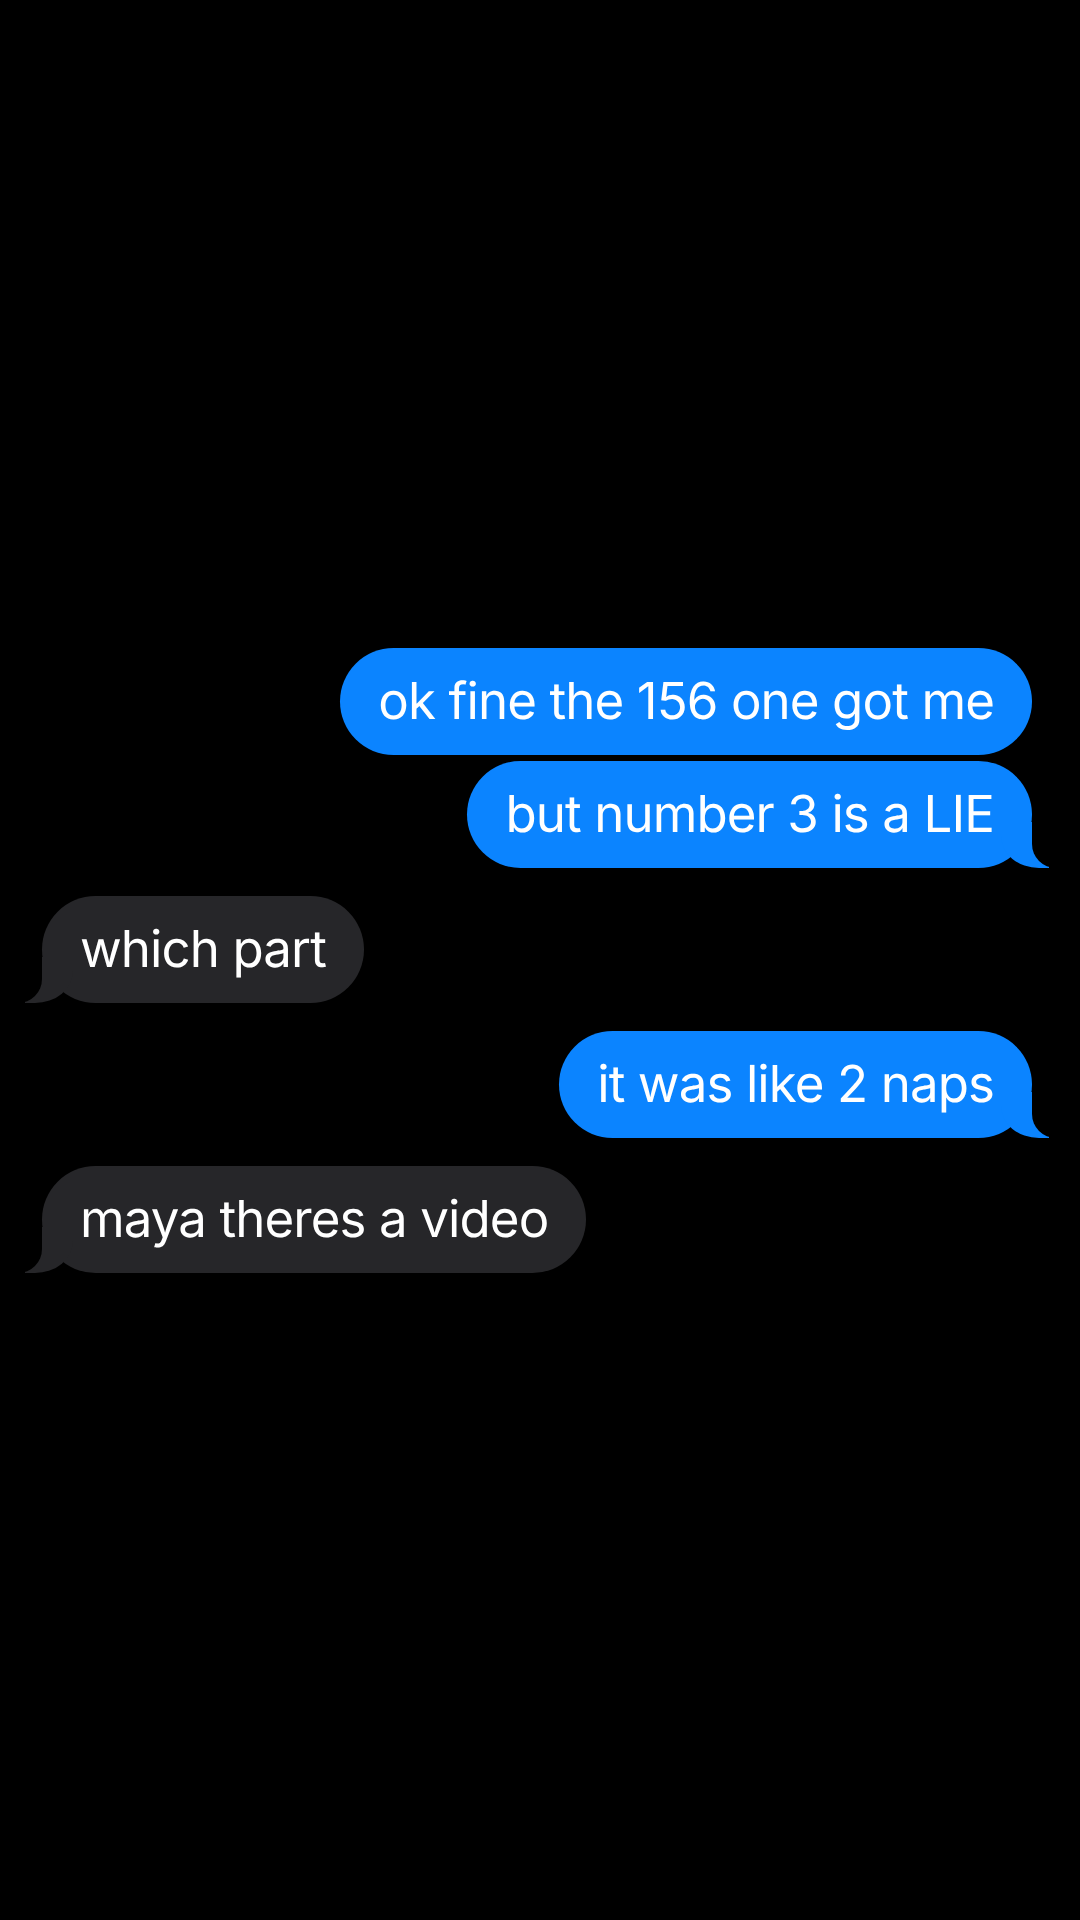 ok fine the 156 one got me
but number 3 is a LIE
which part
it was like 2 naps
maya theres a video